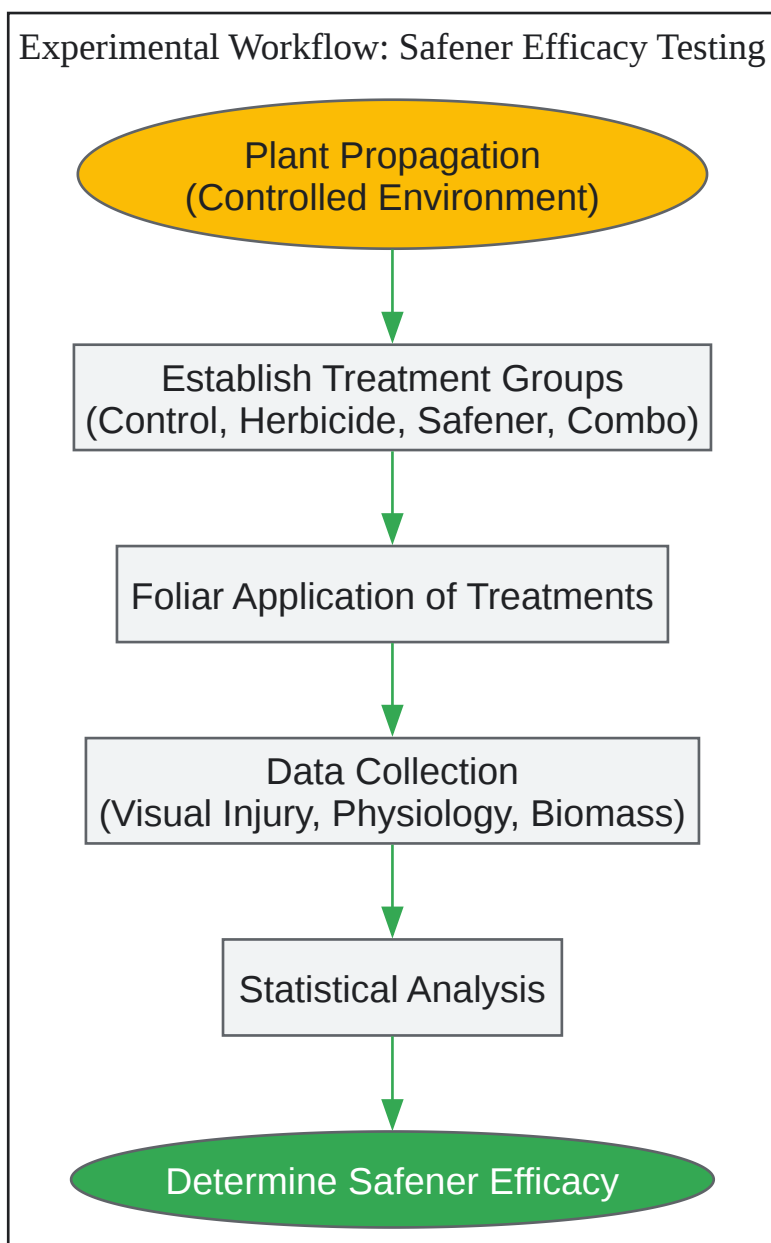 Experimental Workflow: Safener Efficacy Testing
Plant Propagation
(Controlled Environment)
Establish Treatment Groups
(Control, Herbicide, Safener, Combo)
Foliar Application of Treatments
Data Collection
(Visual Injury, Physiology, Biomass)
Statistical Analysis
Determine Safener Efficacy